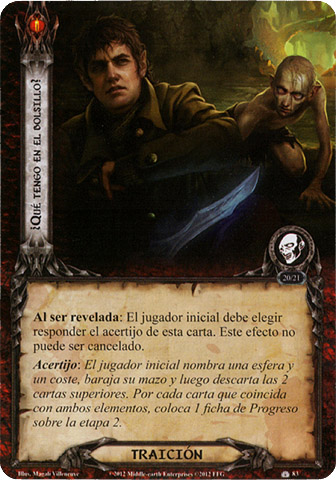 ¿Qué tengo en el bolsillo?
20/21
Al ser revelada: El jugador inicial debe elegir
responder el acertijo de esta carta. Este efecto no
puede ser cancelado.
Acertijo: El jugador inicial nombra una esfera y
un coste, baraja su mazo y luego descarta las 2
cartas superiores. Por cada carta que coincida
con ambos elementos, coloca 1 ficha de Progreso
sobre la etapa 2.
TRAICIÓN
Illus. Magali Villeneuve ©2012 Middle-earth Enterprises ©2012 FFG 83